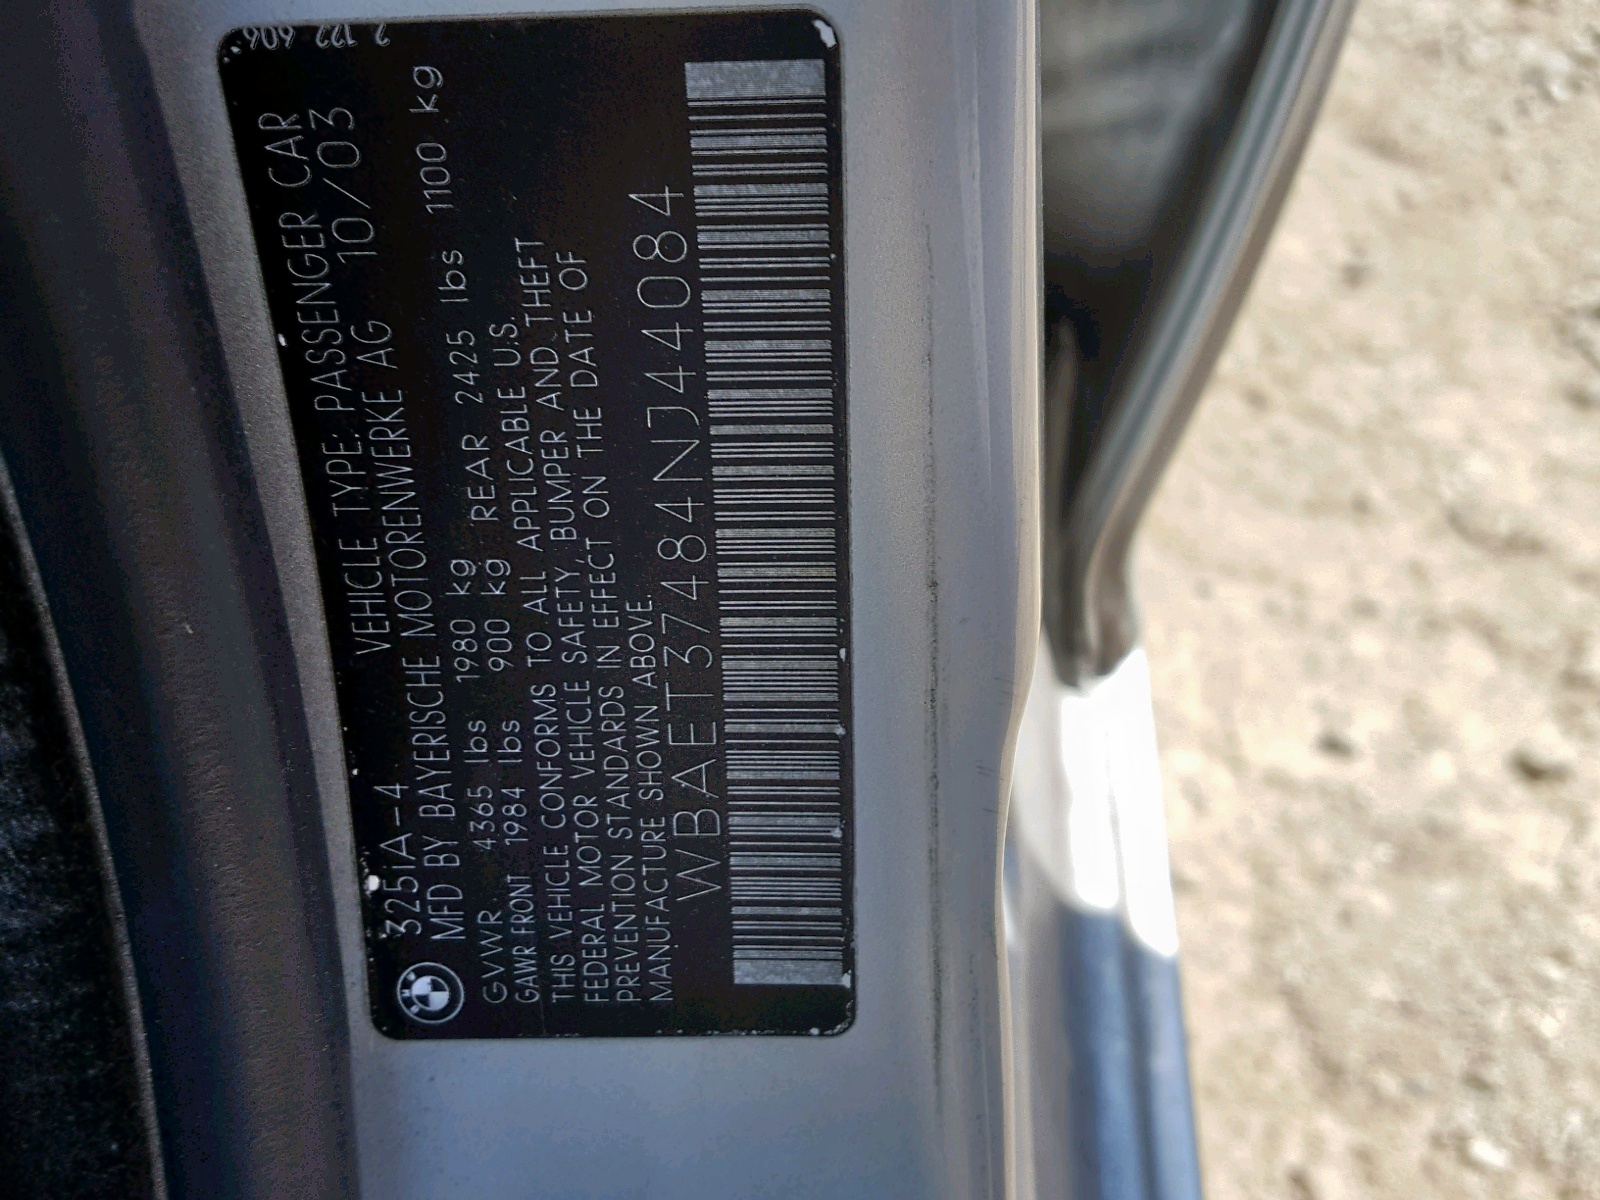 7 122 606
325iA-4 VEHICLE TYPE: PASSENGER CAR
MFD BY BAYERISCHE MOTORENWERKE AG 10/03
GVWR 4365 lbs 1980 kg
GAWR FRONT 1984 lbs 900 kg REAR 2425 lbs 1100 kg
THIS VEHICLE CONFORMS TO ALL APPLICABLE U.S.
FEDERAL MOTOR VEHICLE SAFETY, BUMPER AND THEFT
PREVENTION STANDARDS IN EFFECT ON THE DATE OF
MANUFACTURE SHOWN ABOVE.
WBAET37484NJ44084